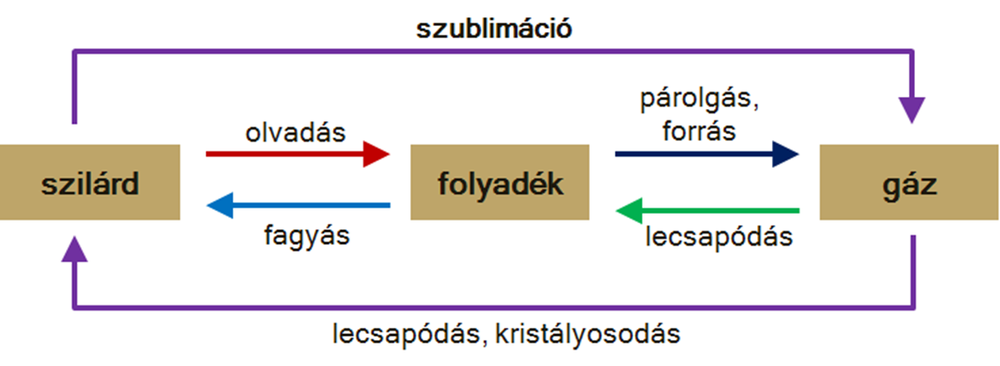 szublimáció
párolgás,
forrás
olvadás
szilárd
folyadék
gáz
fagyás
lecsapódás
lecsapódás, kristályosodás